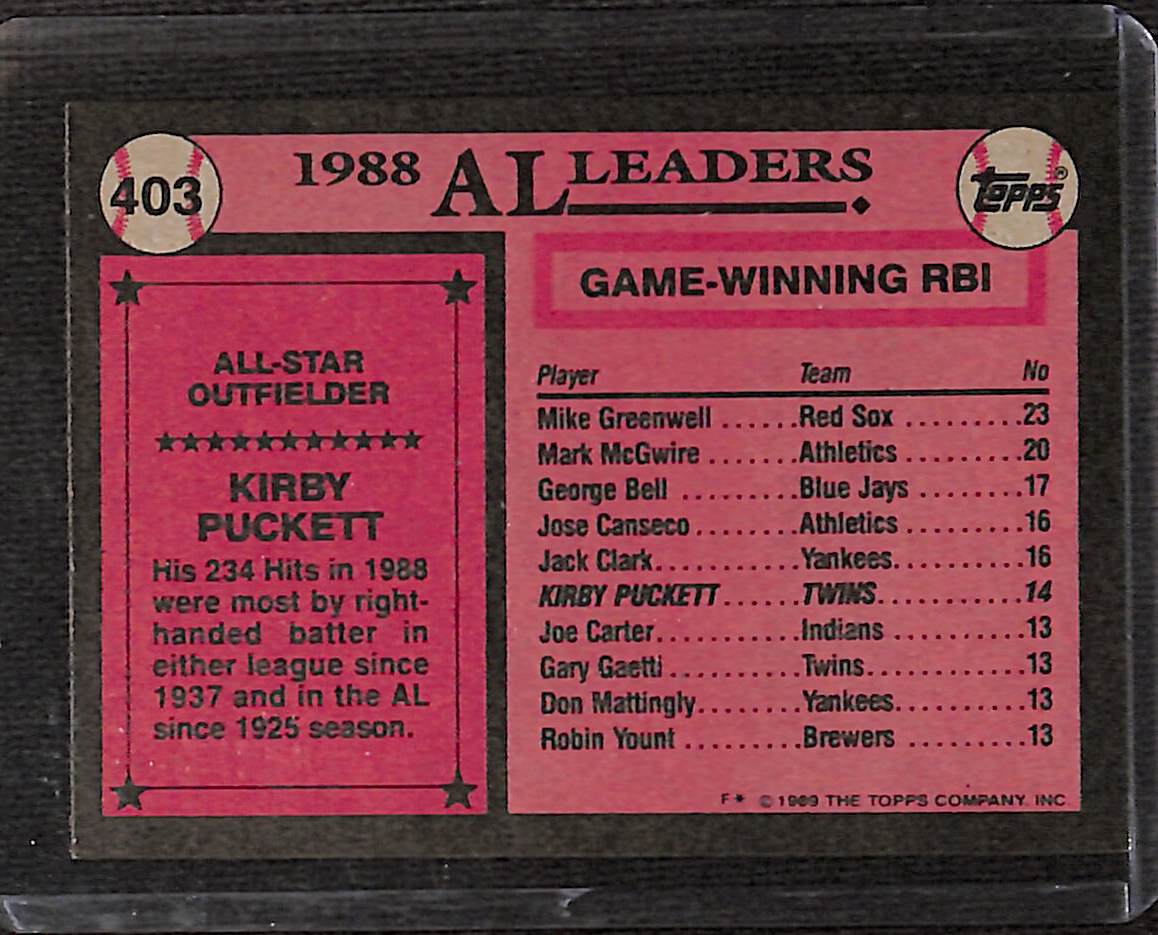 403
1988 AL LEADERS
TOPPS®
GAME-WINNING RBI
ALL-STAR
OUTFIELDER
KIRBY
PUCKETT
His 234 Hits in 1988
were most by right-
handed batter in
either league since
1937 and in the AL
since 1925 season.
Player Team No
Mike Greenwell ......Red Sox .........23
Mark McGwire .......Athletics .........20
George Bell .........Blue Jays ........17
Jose Canseco........Athletics .........16
Jack Clark...........Yankees..........16
KIRBY PUCKETT......TWINS...........14
Joe Carter...........Indians ..........13
Gary Gaetti ..........Twins............13
Don Mattingly........Yankees..........13
Robin Yount .........Brewers .........13
F* © 1989 THE TOPPS COMPANY, INC.